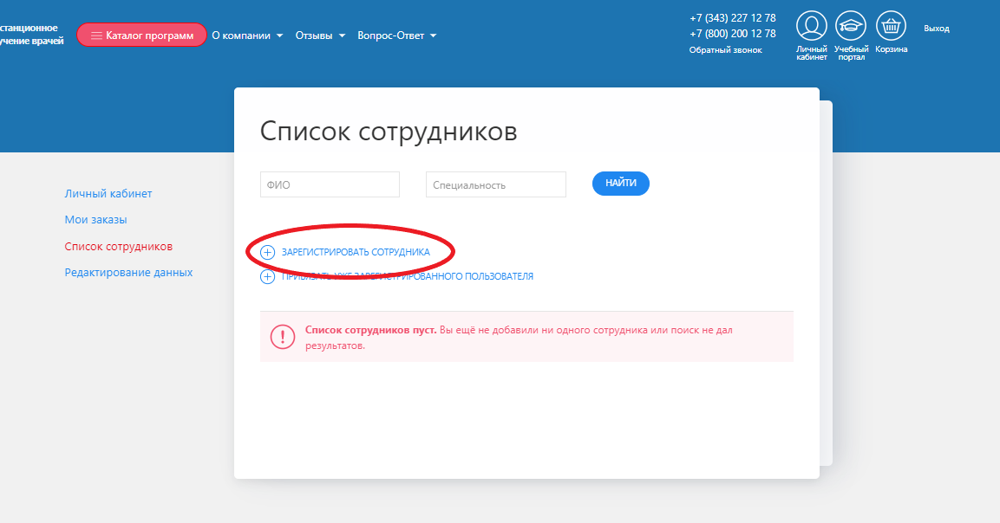 станционное
учение врачей
Каталог программ
О компании
Отзывы
Вопрос-Ответ
+7 (343) 227 12 78
+7 (800) 200 12 78
Обратный звонок
Личный
кабинет
Учебный
портал
Корзина
Выход
Личный кабинет
Мои заказы
Список сотрудников
Редактирование данных
Список сотрудников
ФИО
Специальность
НАЙТИ
ЗАРЕГИСТРИРОВАТЬ СОТРУДНИКА
ПРИВЯЗАТЬ УЖЕ ЗАРЕГИСТРИРОВАННОГО ПОЛЬЗОВАТЕЛЯ
Список сотрудников пуст. Вы ещё не добавили ни одного сотрудника или поиск не дал
результатов.